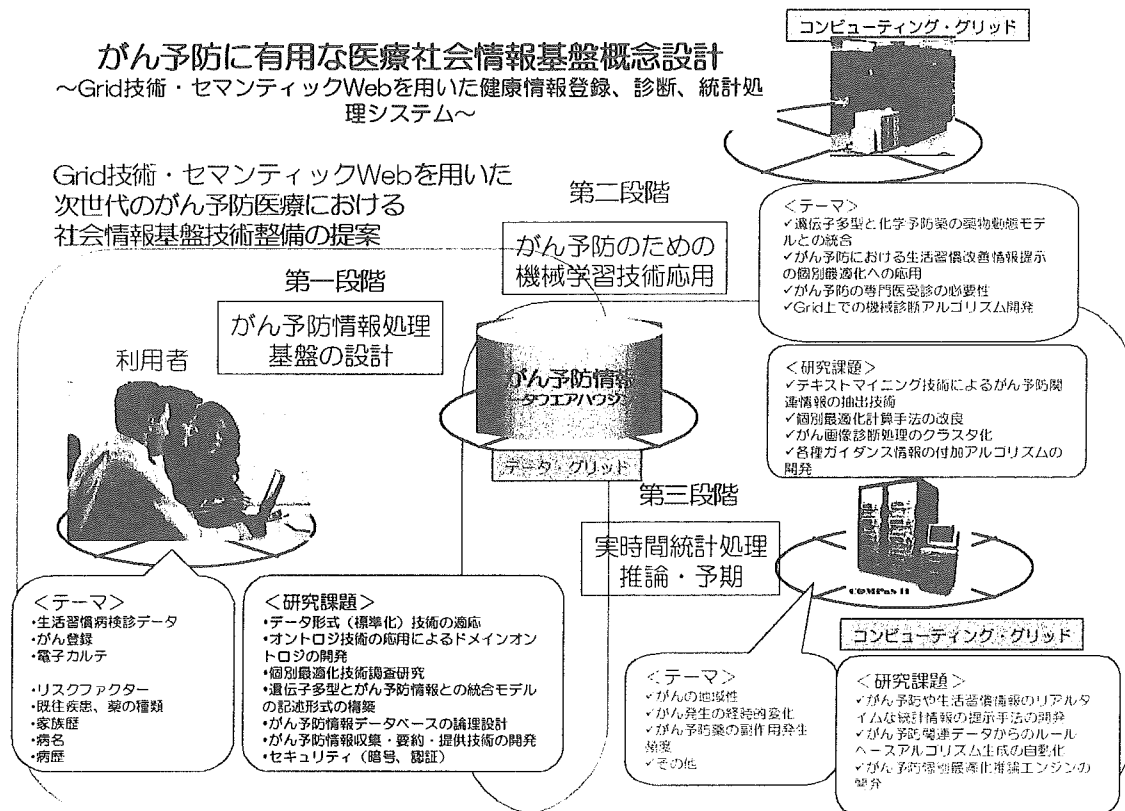 コンピューティング・グリッド
がん予防に有用な医療社会情報基盤概念設計
～Grid技術・セマンティックWebを用いた健康情報登録、診断、統計処
理システム～
Grid技術・セマンティックWebを用いた
次世代のがん予防医療における
社会情報基盤技術整備の提案
第二段階
がん予防のための
機械学習技術応用
＜テーマ＞
✓遺伝子多型と化学予防薬の薬物動態モデ
ルとの統合
✓がん予防における生活習慣改善情報提示
の個別最適化への応用
✓がん予防の専門医受診の必要性
✓Grid上での機械診断アルゴリズム開発
第一段階
がん予防情報処理
基盤の設計
利用者
がん予防情報
ータウエアハウジン
データ・グリッド
＜研究課題＞
✓テキストマイニング技術によるがん予防関
連情報の抽出技術
✓個別最適化計算手法の改良
✓がん画像診断処理のクラスタ化
✓各種ガイダンス情報の付加アルゴリズムの
開発
第三段階
実時間統計処理
推論・予期
COMPaS II
コンピューティング・グリッド
＜テーマ＞
・生活習慣病検診データ
・がん登録
・電子カルテ
・リスクファクター
・既往疾患、薬の種類
・家族歴
・病名
・病歴
＜研究課題＞
・データ形式（標準化）技術の適応
・オントロジ技術の応用によるドメインオン
トロジの開発
・個別最適化技術調査研究
・遺伝子多型とがん予防情報との統合モデル
の記述形式の構築
・がん予防情報データベースの論理設計
・がん予防情報収集・要約・提供技術の開発
・セキュリティ（暗号、認証）
＜テーマ＞
✓がんの地域性
✓がん発生の経時的変化
✓がん予防薬の副作用発生
頻度
✓その他
＜研究課題＞
✓がん予防や生活習慣情報のリアルタ
イムな統計情報の提示手法の開発
✓がん予防関連データからのルール
ベースアルゴリズム生成の自動化
✓がん予防個別最適化推論エンジンの
開発